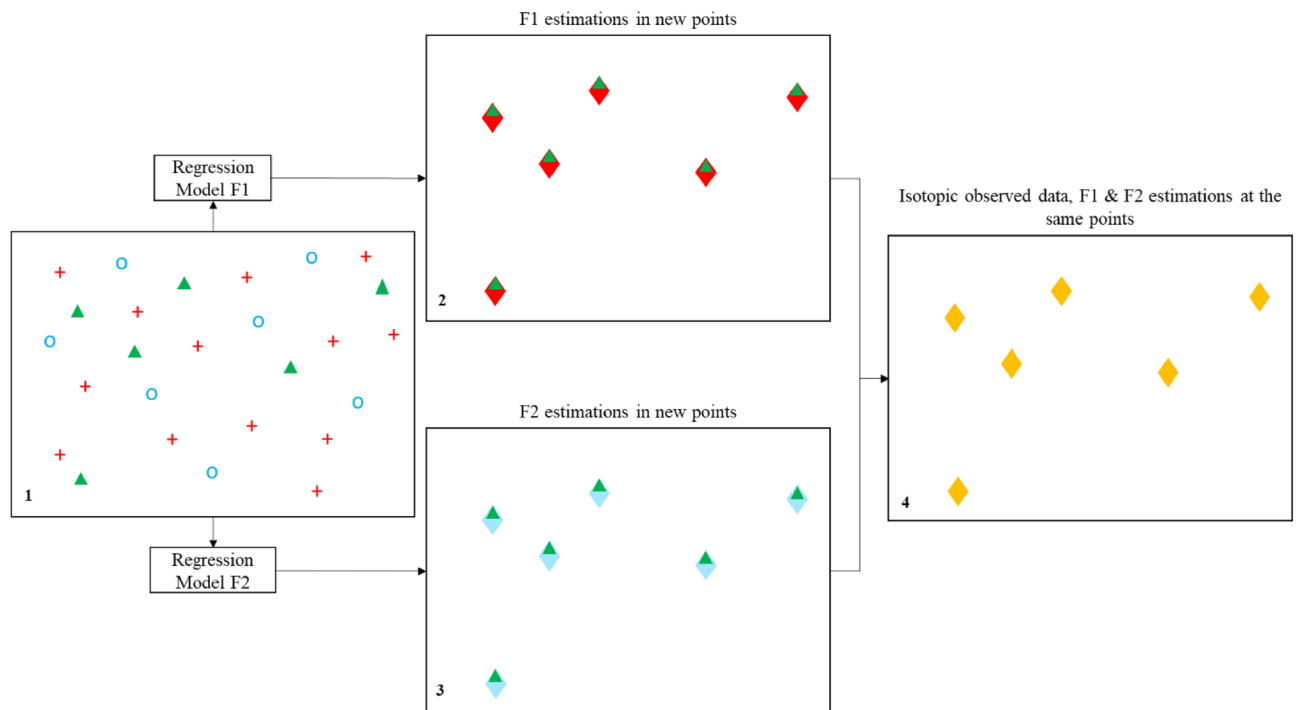 F1 estimations in new points
2
Regression
Model F1
1
Regression
Model F2
F2 estimations in new points
3
Isotopic observed data, F1 & F2 estimations at the
same points
4